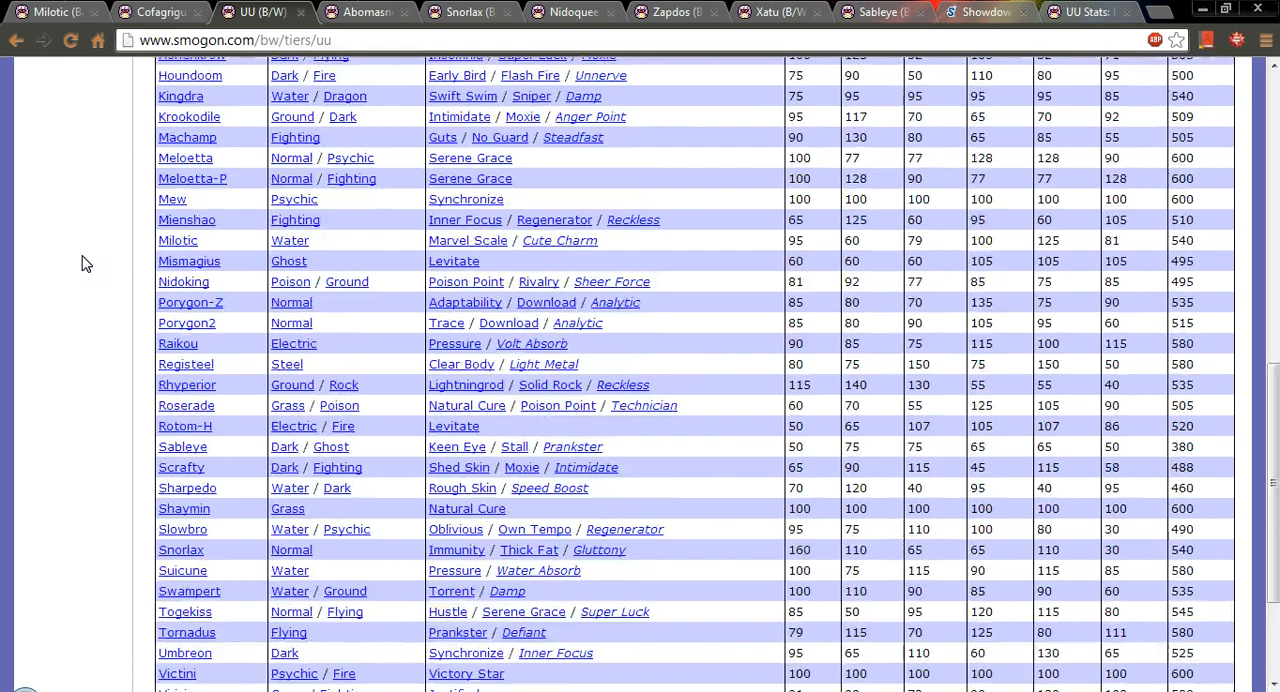 Milotic (B Cofagrigu UU (B/W) Abomasno Snorlax (B Nidoquee Zapdos (B Xatu (B/W) Sableye (B Showdow UU Stats:
www.smogon.com/bw/tiers/uu ABP
Houndoom Dark / Fire Early Bird / Flash Fire / Unnerve 75 90 50 110 80 95 500
Kingdra Water / Dragon Swift Swim / Sniper / Damp 75 95 95 95 95 85 540
Krookodile Ground / Dark Intimidate / Moxie / Anger Point 95 117 70 65 70 92 509
Machamp Fighting Guts / No Guard / Steadfast 90 130 80 65 85 55 505
Meloetta Normal / Psychic Serene Grace 100 77 77 128 128 90 600
Meloetta-P Normal / Fighting Serene Grace 100 128 90 77 77 128 600
Mew Psychic Synchronize 100 100 100 100 100 100 600
Mienshao Fighting Inner Focus / Regenerator / Reckless 65 125 60 95 60 105 510
Milotic Water Marvel Scale / Cute Charm 95 60 79 100 125 81 540
Mismagius Ghost Levitate 60 60 60 105 105 105 495
Nidoking Poison / Ground Poison Point / Rivalry / Sheer Force 81 92 77 85 75 85 495
Porygon-Z Normal Adaptability / Download / Analytic 85 80 70 135 75 90 535
Porygon2 Normal Trace / Download / Analytic 85 80 90 105 95 60 515
Raikou Electric Pressure / Volt Absorb 90 85 75 115 100 115 580
Registeel Steel Clear Body / Light Metal 80 75 150 75 150 50 580
Rhyperior Ground / Rock Lightningrod / Solid Rock / Reckless 115 140 130 55 55 40 535
Roserade Grass / Poison Natural Cure / Poison Point / Technician 60 70 55 125 105 90 505
Rotom-H Electric / Fire Levitate 50 65 107 105 107 86 520
Sableye Dark / Ghost Keen Eye / Stall / Prankster 50 75 75 65 65 50 380
Scrafty Dark / Fighting Shed Skin / Moxie / Intimidate 65 90 115 45 115 58 488
Sharpedo Water / Dark Rough Skin / Speed Boost 70 120 40 95 40 95 460
Shaymin Grass Natural Cure 100 100 100 100 100 100 600
Slowbro Water / Psychic Oblivious / Own Tempo / Regenerator 95 75 110 100 80 30 490
Snorlax Normal Immunity / Thick Fat / Gluttony 160 110 65 65 110 30 540
Suicune Water Pressure / Water Absorb 100 75 115 90 115 85 580
Swampert Water / Ground Torrent / Damp 100 110 90 85 90 60 535
Togekiss Normal / Flying Hustle / Serene Grace / Super Luck 85 50 95 120 115 80 545
Tornadus Flying Prankster / Defiant 79 115 70 125 80 111 580
Umbreon Dark Synchronize / Inner Focus 95 65 110 60 130 65 525
Victini Psychic / Fire Victory Star 100 100 100 100 100 100 600